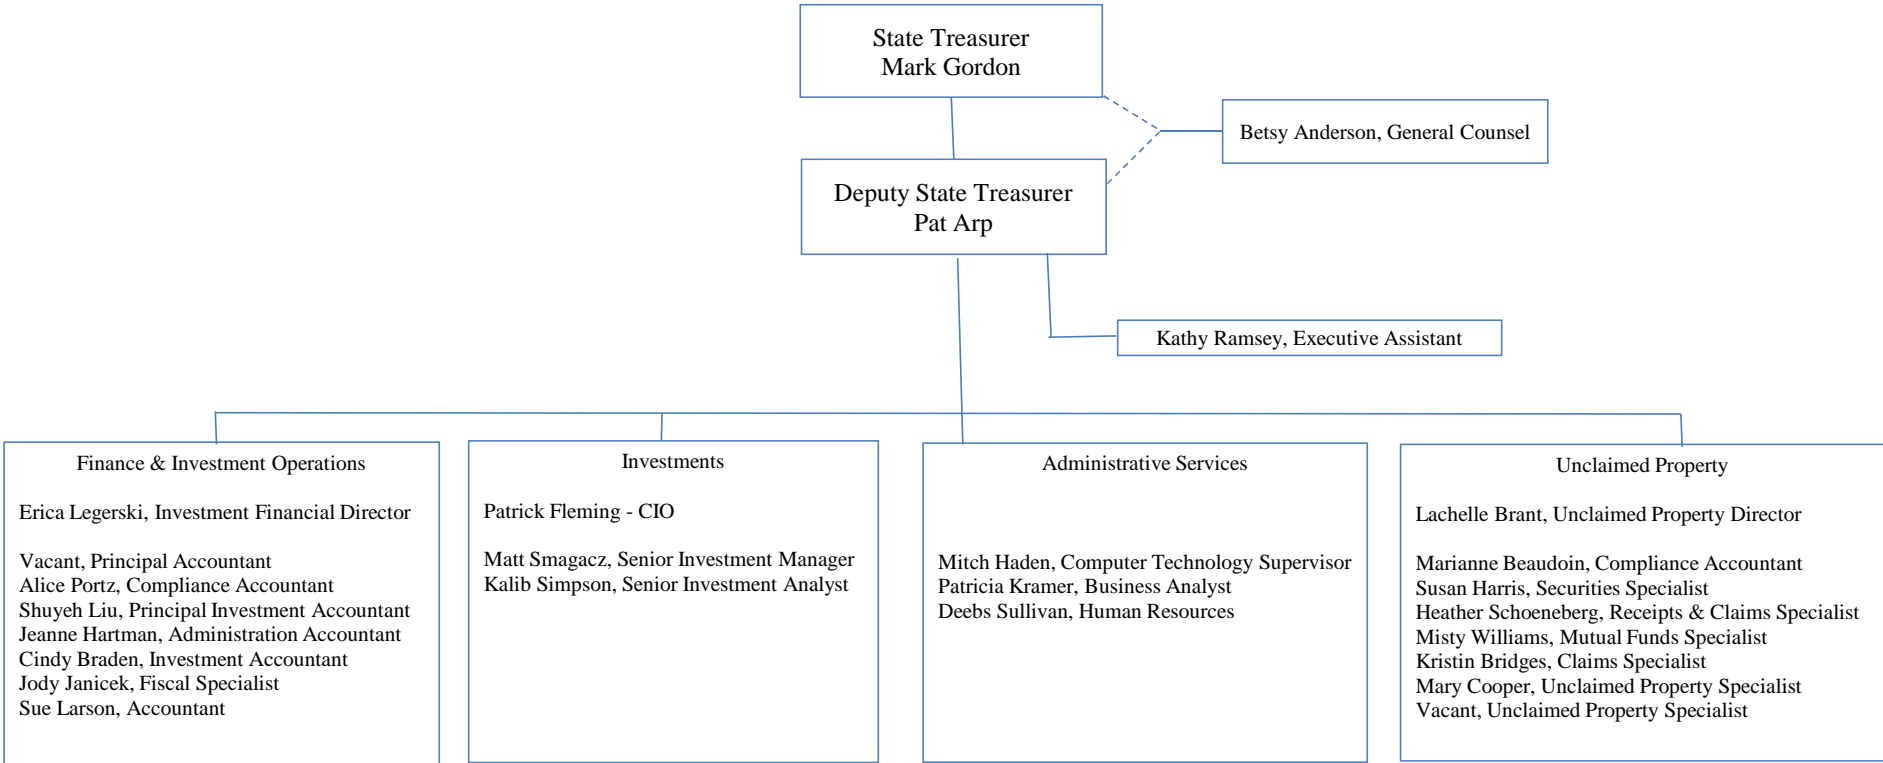 State Treasurer
Mark Gordon
Betsy Anderson, General Counsel
Deputy State Treasurer
Pat Arp
Kathy Ramsey, Executive Assistant
Finance & Investment Operations
Erica Legerski, Investment Financial Director
Vacant, Principal Accountant
Alice Portz, Compliance Accountant
Shuyeh Liu, Principal Investment Accountant
Jeanne Hartman, Administration Accountant
Cindy Braden, Investment Accountant
Jody Janicek, Fiscal Specialist
Sue Larson, Accountant
Investments
Patrick Fleming - CIO
Matt Smagacz, Senior Investment Manager
Kalib Simpson, Senior Investment Analyst
Administrative Services
Mitch Haden, Computer Technology Supervisor
Patricia Kramer, Business Analyst
Deebs Sullivan, Human Resources
Unclaimed Property
Lachelle Brant, Unclaimed Property Director
Marianne Beaudoin, Compliance Accountant
Susan Harris, Securities Specialist
Heather Schoeneberg, Receipts & Claims Specialist
Misty Williams, Mutual Funds Specialist
Kristin Bridges, Claims Specialist
Mary Cooper, Unclaimed Property Specialist
Vacant, Unclaimed Property Specialist